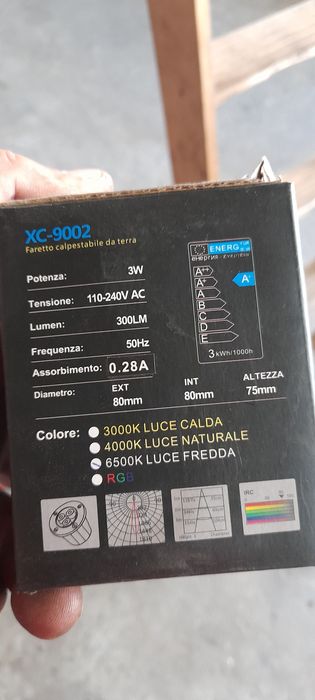 XC-9002
Faretto calpestabile da terra
Potenza: 3W
Tensione: 110-240V AC
Lumen: 300LM
Frequenza: 50Hz
Assorbimento: 0.28A
Diametro: EXT INT ALTEZZA
80mm 80mm 75mm
ENERG
A++
A+
A
B
C
D
E
A+
3 kWh/1000h
Colore: 3000K LUCE CALDA
4000K LUCE NATURALE
6500K LUCE FREDDA
RGB
IRC